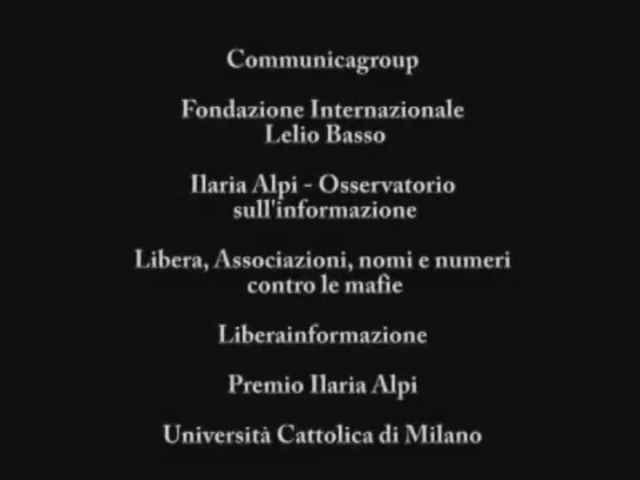 Communicagroup
Fondazione Internazionale
Lelio Basso
Ilaria Alpi - Osservatorio
sull'informazione
Libera, Associazioni, nomi e numeri
contro le mafie
Liberainformazione
Premio Ilaria Alpi
Università Cattolica di Milano